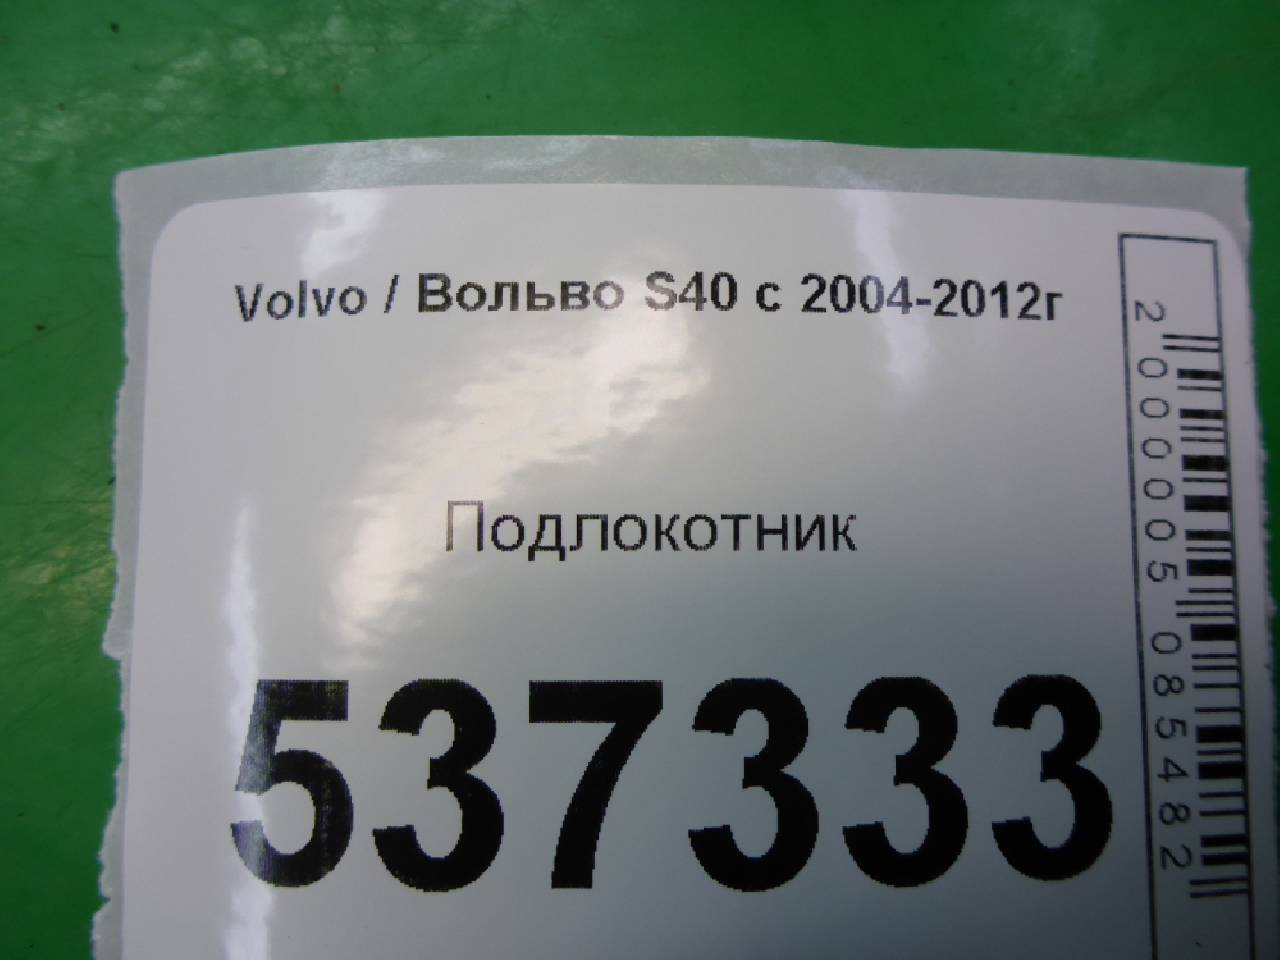 Volvo / Вольво S40 с 2004-2012г
Подлокотник
537333
2000005085482